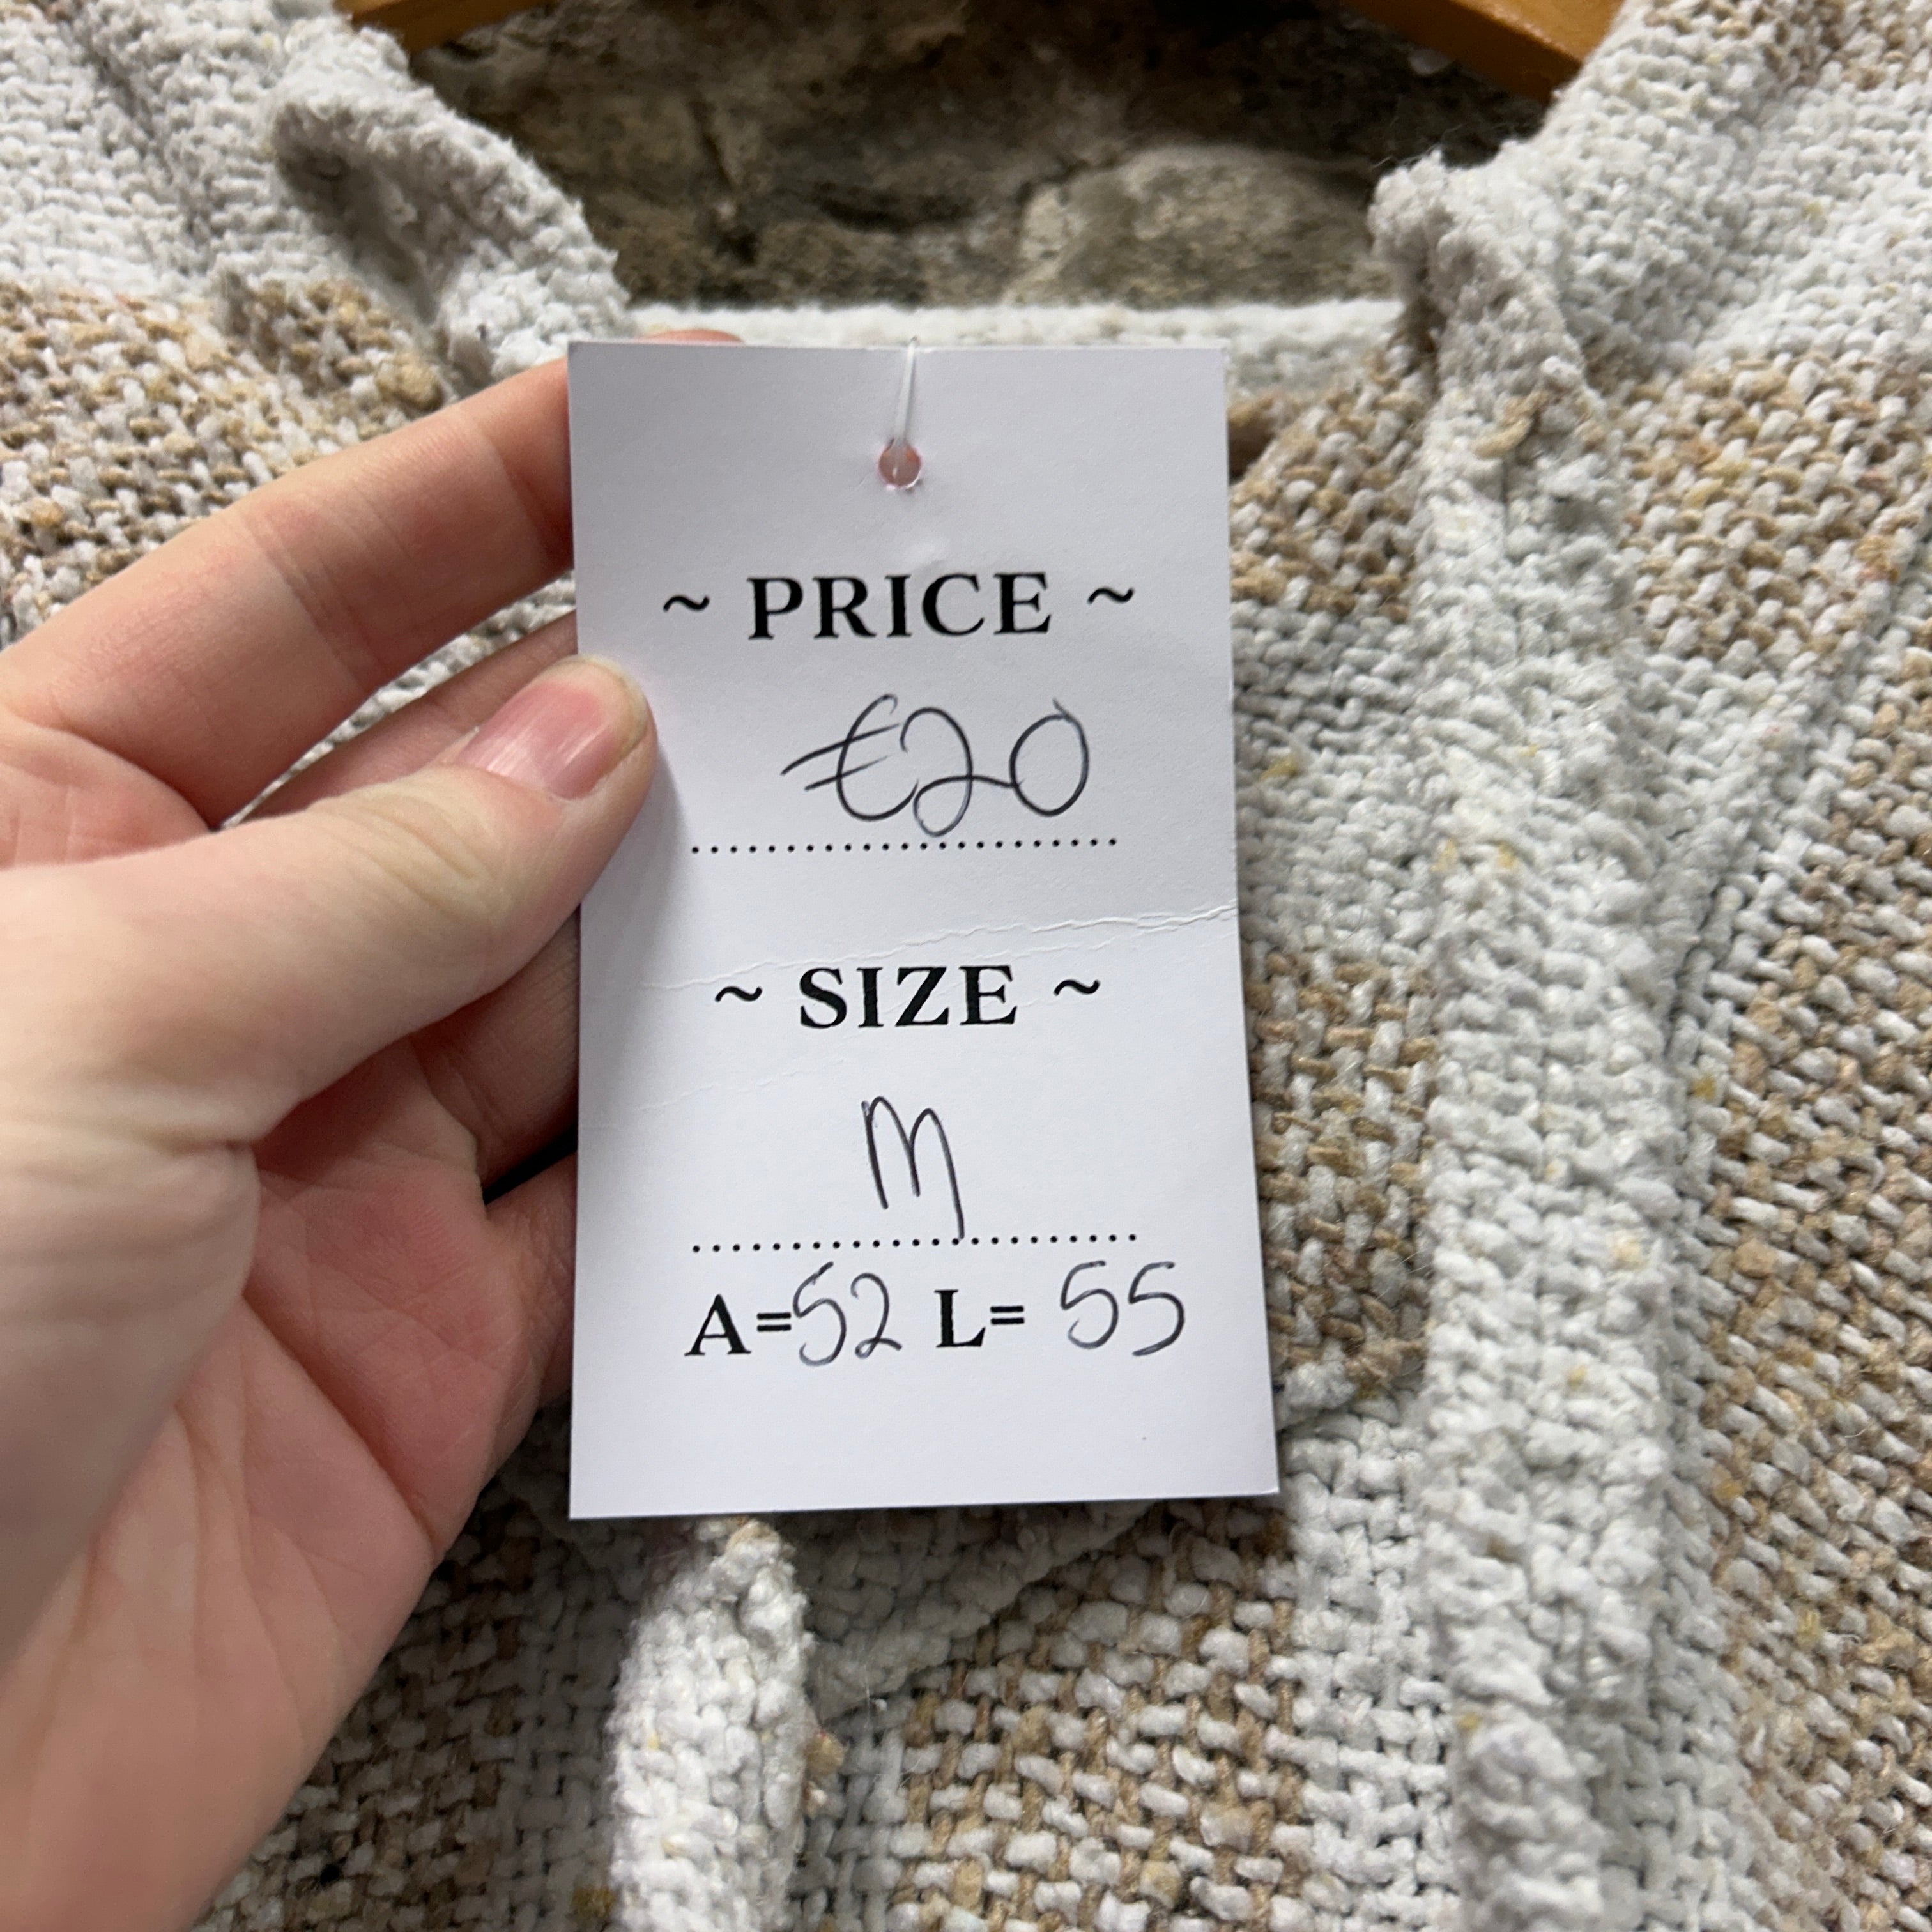 ~ PRICE ~
€20
~ SIZE ~
M
A=52 L= 55